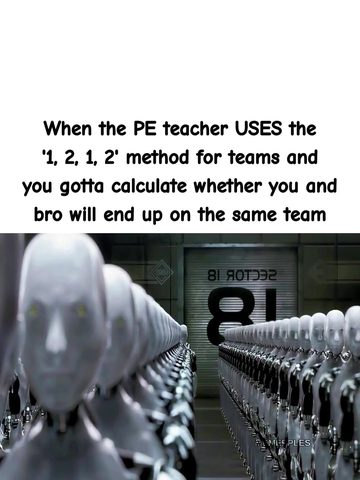 When the PE teacher USES the
'1, 2, 1, 2' method for teams and
you gotta calculate whether you and
bro will end up on the same team
SECTOR 18
18